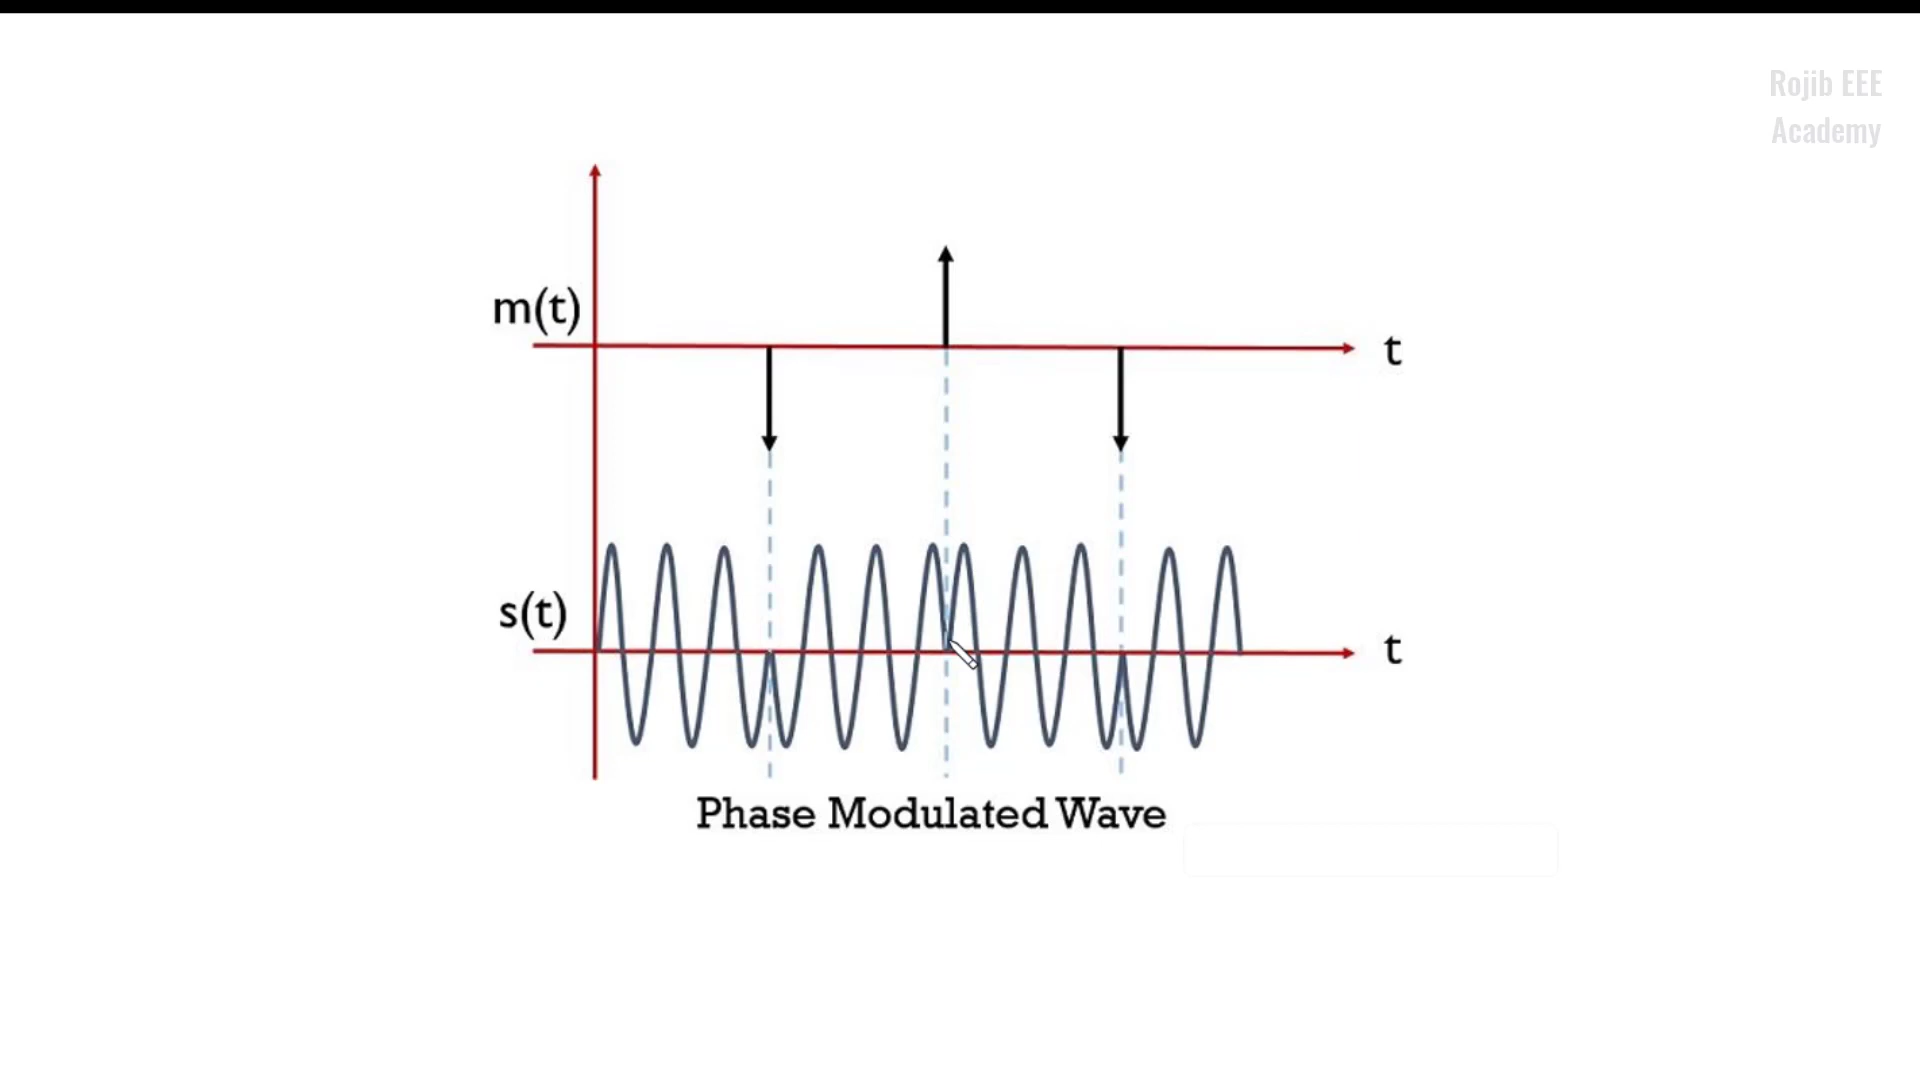 Rojib EEE
Academy
m(t)
t
s(t)
t
Phase Modulated Wave